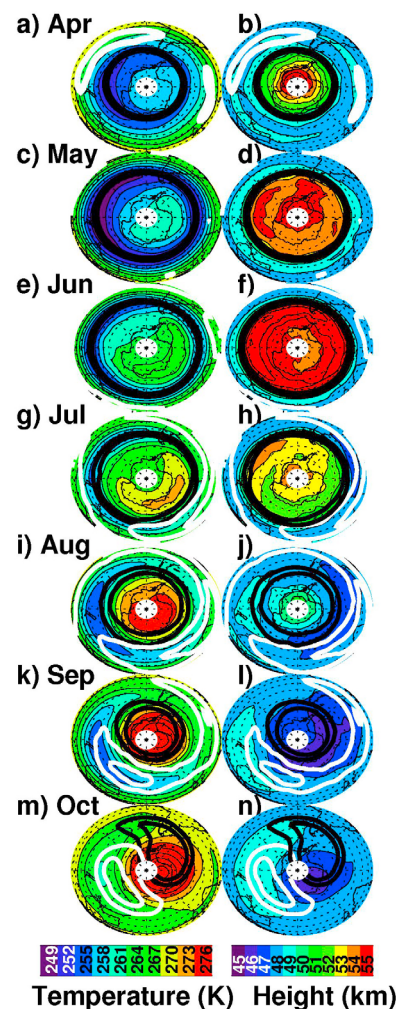 a) Apr b)
c) May d)
e) Jun f)
g) Jul h)
i) Aug j)
k) Sep l)
m) Oct n)
249 252 255 258 261 264 267 270 273 276 45 46 47 48 49 50 51 52 53 54 55
Temperature (K) Height (km)